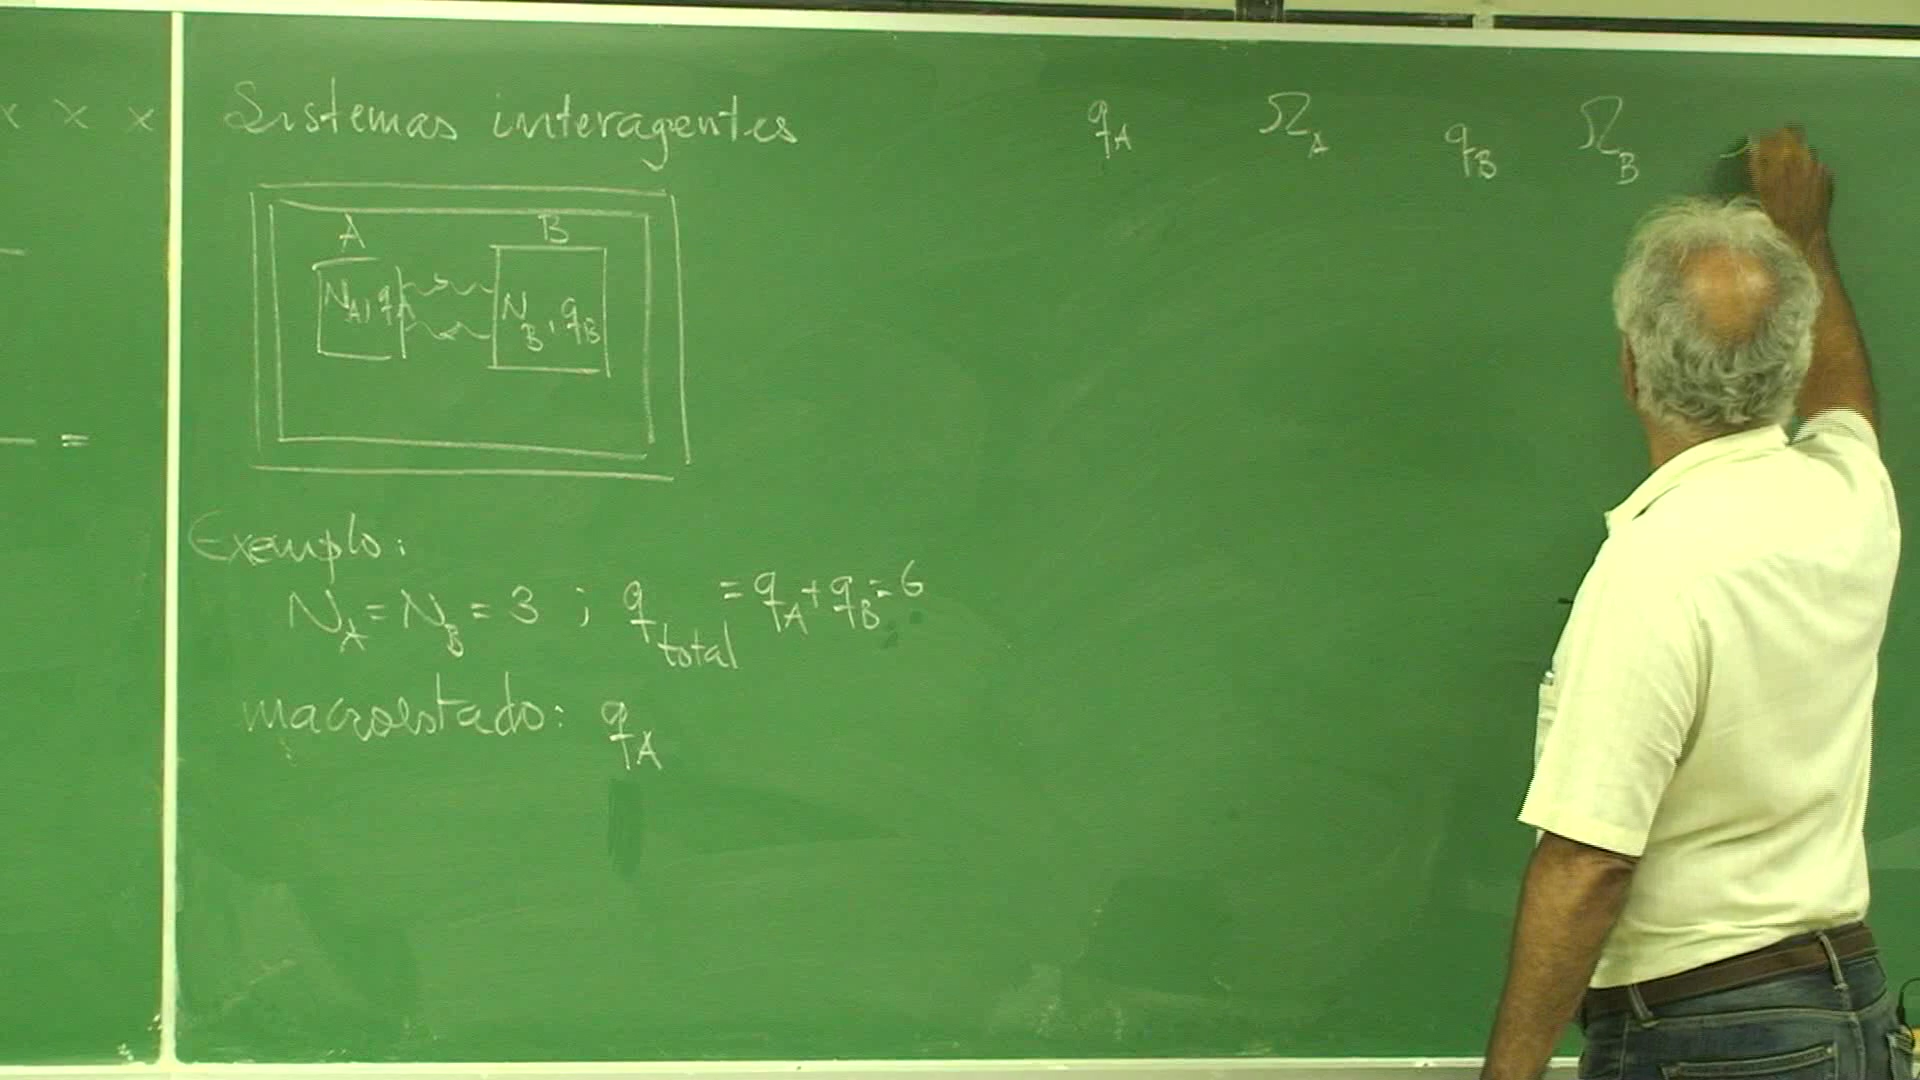 x x x
Sistemas interagentes
A B
N_A, q_A N_B, q_B
Exemplo:
N_A = N_B = 3 ; q_total = q_A + q_B = 6
macroestado: q_A
q_A Ω_A q_B Ω_B
=